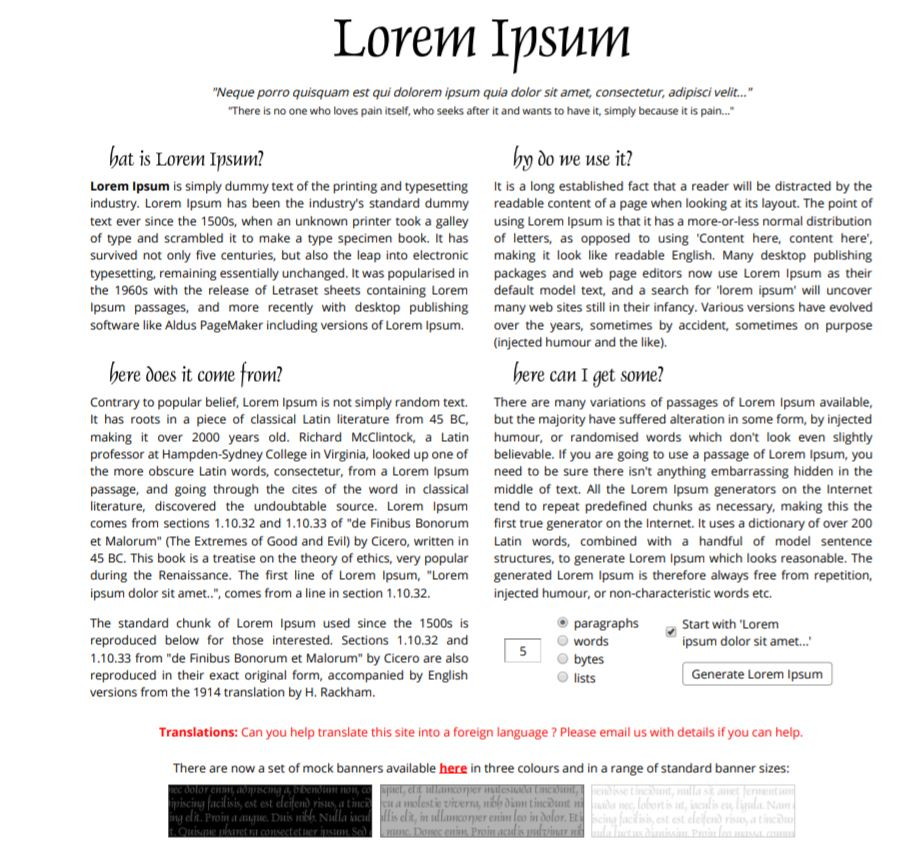 Lorem Ipsum
"Neque porro quisquam est qui dolorem ipsum quia dolor sit amet, consectetur, adipisci velit..."
"There is no one who loves pain itself, who seeks after it and wants to have it, simply because it is pain..."
hat is Lorem Ipsum?
Lorem Ipsum is simply dummy text of the printing and typesetting
industry. Lorem Ipsum has been the industry's standard dummy
text ever since the 1500s, when an unknown printer took a galley
of type and scrambled it to make a type specimen book. It has
survived not only five centuries, but also the leap into electronic
typesetting, remaining essentially unchanged. It was popularised in
the 1960s with the release of Letraset sheets containing Lorem
Ipsum passages, and more recently with desktop publishing
software like Aldus PageMaker including versions of Lorem Ipsum.
hy do we use it?
It is a long established fact that a reader will be distracted by the
readable content of a page when looking at its layout. The point of
using Lorem Ipsum is that it has a more-or-less normal distribution
of letters, as opposed to using 'Content here, content here',
making it look like readable English. Many desktop publishing
packages and web page editors now use Lorem Ipsum as their
default model text, and a search for 'lorem ipsum' will uncover
many web sites still in their infancy. Various versions have evolved
over the years, sometimes by accident, sometimes on purpose
(injected humour and the like).
here does it come from?
Contrary to popular belief, Lorem Ipsum is not simply random text.
It has roots in a piece of classical Latin literature from 45 BC,
making it over 2000 years old. Richard McClintock, a Latin
professor at Hampden-Sydney College in Virginia, looked up one of
the more obscure Latin words, consectetur, from a Lorem Ipsum
passage, and going through the cites of the word in classical
literature, discovered the undoubtable source. Lorem Ipsum
comes from sections 1.10.32 and 1.10.33 of "de Finibus Bonorum
et Malorum" (The Extremes of Good and Evil) by Cicero, written in
45 BC. This book is a treatise on the theory of ethics, very popular
during the Renaissance. The first line of Lorem Ipsum, "Lorem
ipsum dolor sit amet..", comes from a line in section 1.10.32.
The standard chunk of Lorem Ipsum used since the 1500s is
reproduced below for those interested. Sections 1.10.32 and
1.10.33 from "de Finibus Bonorum et Malorum" by Cicero are also
reproduced in their exact original form, accompanied by English
versions from the 1914 translation by H. Rackham.
here can I get some?
There are many variations of passages of Lorem Ipsum available,
but the majority have suffered alteration in some form, by injected
humour, or randomised words which don't look even slightly
believable. If you are going to use a passage of Lorem Ipsum, you
need to be sure there isn't anything embarrassing hidden in the
middle of text. All the Lorem Ipsum generators on the Internet
tend to repeat predefined chunks as necessary, making this the
first true generator on the Internet. It uses a dictionary of over 200
Latin words, combined with a handful of model sentence
structures, to generate Lorem Ipsum which looks reasonable. The
generated Lorem Ipsum is therefore always free from repetition,
injected humour, or non-characteristic words etc.
5
paragraphs
words
bytes
lists
Start with 'Lorem
ipsum dolor sit amet...'
Generate Lorem Ipsum
Translations: Can you help translate this site into a foreign language ? Please email us with details if you can help.
There are now a set of mock banners available here in three colours and in a range of standard banner sizes:
nec dolor enim, adipiscing a, bibendum non, co
ipiscing facilisis, est est eleifend risus, a tincid
ing elit. Proin a augue. Duis nibh. Nulla iacul
t. Quisque consectetuer ipsum. Sed
elit ullamcorper malesuada tincidunt,
cu a molestie viverra, nibh diam tincidunt ni
llis elit, in ullamcorper enim leo in dolor. Et
nunc. Donec enim. Proin iaculis pulvinar nib
endisse tincidunt, nulla sit amet fermentum
nec, lobortis ut, iaculis eu, ligula. Nam
iscing facilisis, est est eleifend risus, a tinci
luctus dignissim. Proin leo massa